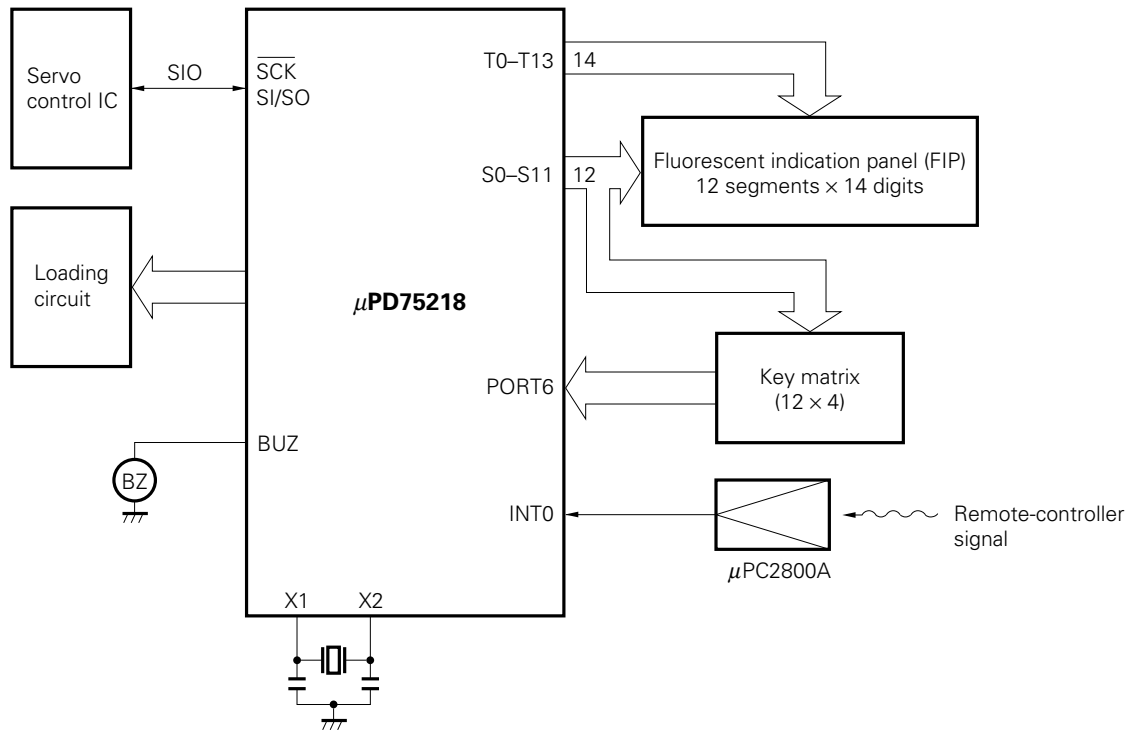 Servo
control IC
SIO
SCK
SI/SO
T0–T13
14
Fluorescent indication panel (FIP)
12 segments × 14 digits
S0–S11
12
Loading
circuit
μPD75218
PORT6
Key matrix
(12 × 4)
BUZ
BZ
INT0
Remote-controller
signal
μPC2800A
X1
X2